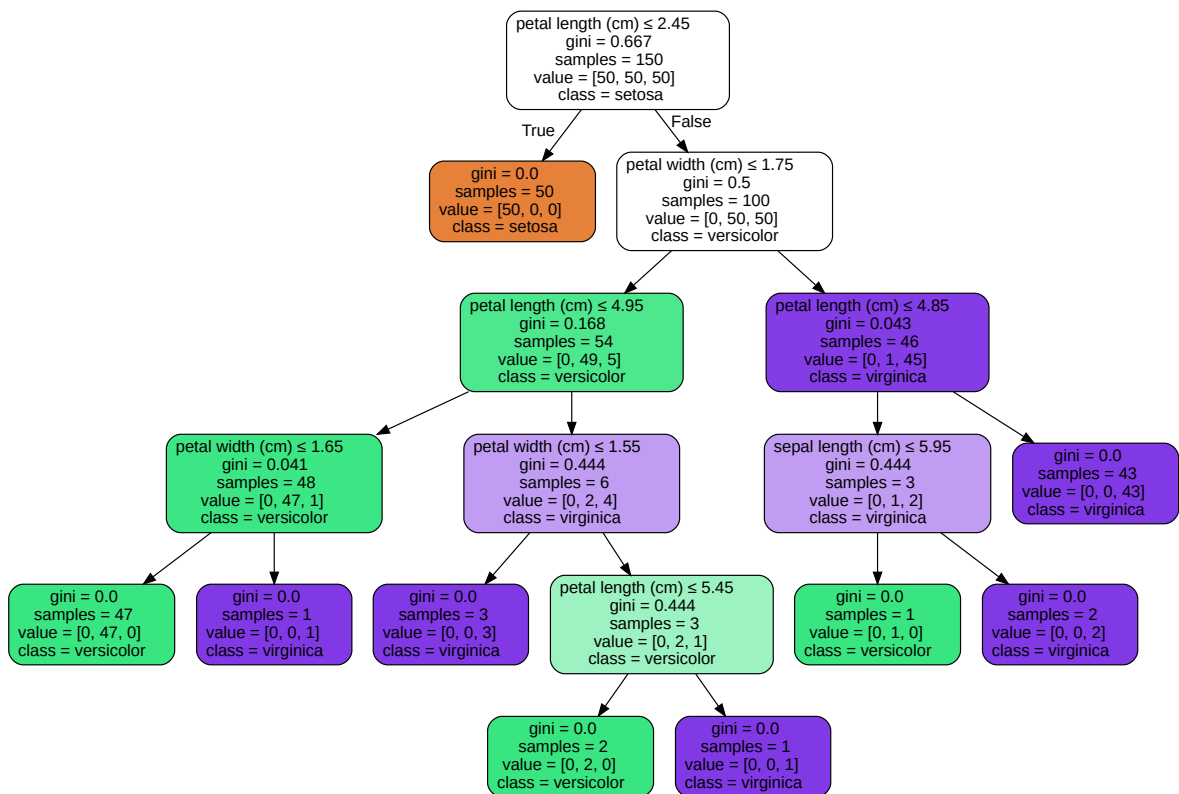 petal length (cm) ≤ 2.45
gini = 0.667
samples = 150
value = [50, 50, 50]
class = setosa
True
False
gini = 0.0
samples = 50
value = [50, 0, 0]
class = setosa
petal width (cm) ≤ 1.75
gini = 0.5
samples = 100
value = [0, 50, 50]
class = versicolor
petal length (cm) ≤ 4.95
gini = 0.168
samples = 54
value = [0, 49, 5]
class = versicolor
petal length (cm) ≤ 4.85
gini = 0.043
samples = 46
value = [0, 1, 45]
class = virginica
petal width (cm) ≤ 1.65
gini = 0.041
samples = 48
value = [0, 47, 1]
class = versicolor
petal width (cm) ≤ 1.55
gini = 0.444
samples = 6
value = [0, 2, 4]
class = virginica
sepal length (cm) ≤ 5.95
gini = 0.444
samples = 3
value = [0, 1, 2]
class = virginica
gini = 0.0
samples = 43
value = [0, 0, 43]
class = virginica
gini = 0.0
samples = 47
value = [0, 47, 0]
class = versicolor
gini = 0.0
samples = 1
value = [0, 0, 1]
class = virginica
gini = 0.0
samples = 3
value = [0, 0, 3]
class = virginica
petal length (cm) ≤ 5.45
gini = 0.444
samples = 3
value = [0, 2, 1]
class = versicolor
gini = 0.0
samples = 1
value = [0, 1, 0]
class = versicolor
gini = 0.0
samples = 2
value = [0, 0, 2]
class = virginica
gini = 0.0
samples = 2
value = [0, 2, 0]
class = versicolor
gini = 0.0
samples = 1
value = [0, 0, 1]
class = virginica